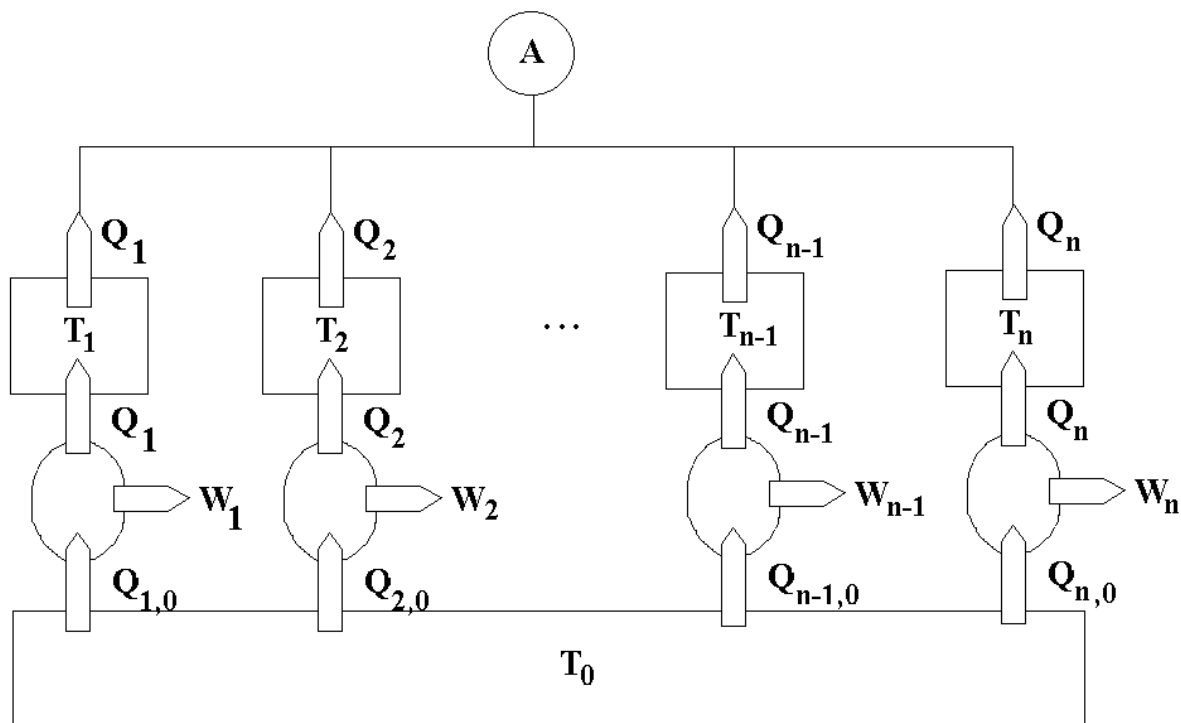 A
Q1 Q2 Qn-1 Qn
T1 T2 ... Tn-1 Tn
Q1 Q2 Qn-1 Qn
W1 W2 Wn-1 Wn
Q1,0 Q2,0 Qn-1,0 Qn,0
T0